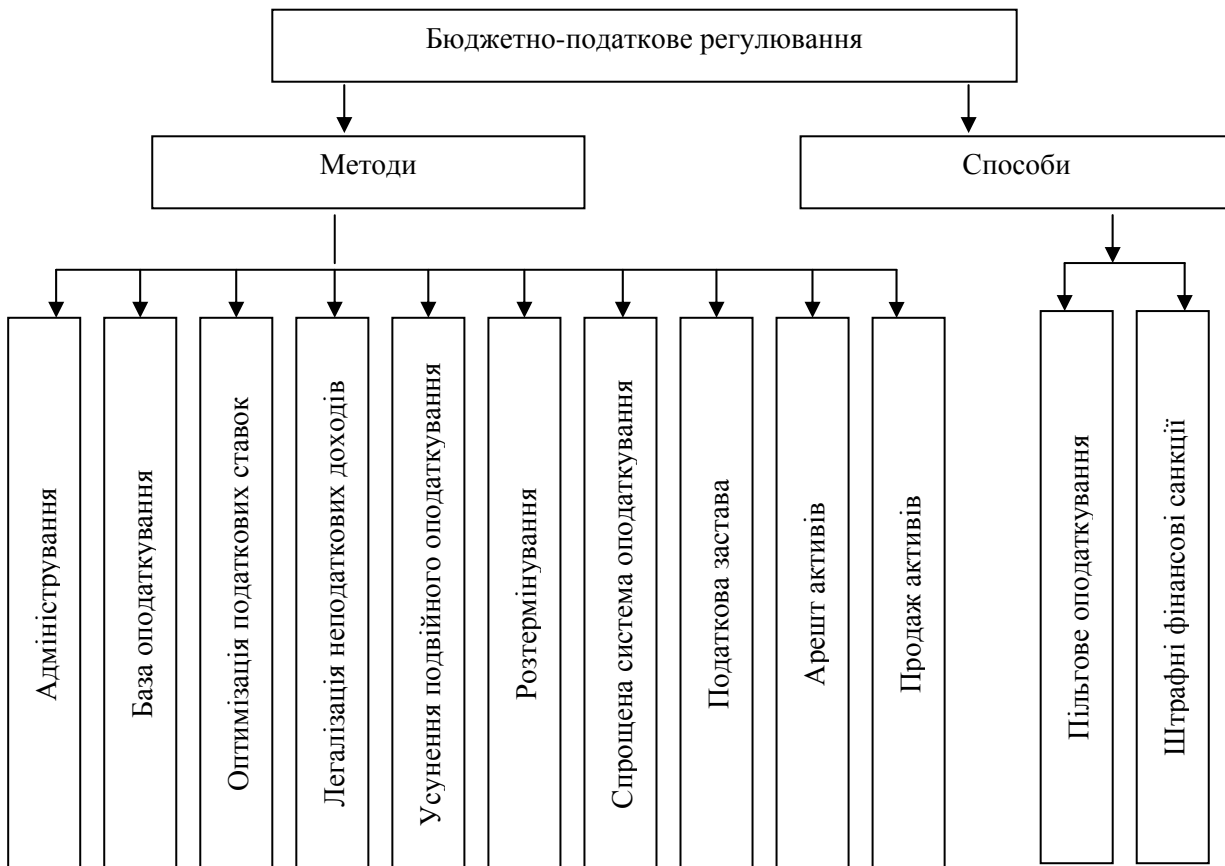 Бюджетно-податкове регулювання
Методи
Способи
Адміністрування
База оподаткування
Оптимізація податкових ставок
Легалізація неподаткових доходів
Усунення подвійного оподаткування
Розтермінування
Спрощена система оподаткування
Податкова застава
Арешт активів
Продаж активів
Пільгове оподаткування
Штрафні фінансові санкції